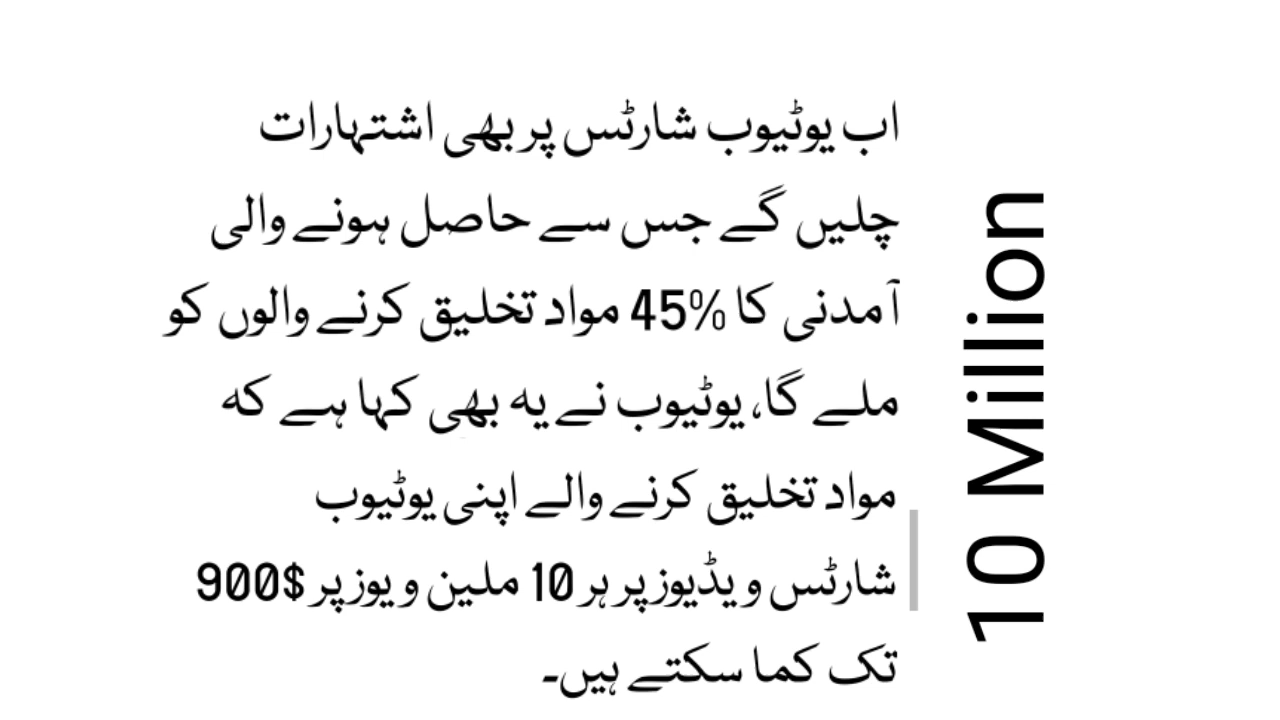 اب یوٹیوب شارٹس پر بھی اشتہارات
چلیں گے جس سے حاصل ہونے والی
آمدنی کا %45 مواد تخلیق کرنے والوں کو
ملے گا، یوٹیوب نے یہ بھی کہا ہے کہ
مواد تخلیق کرنے والے اپنی یوٹیوب
شارٹس ویڈیوز پر ہر 10 ملین ویوز پر $900
تک کما سکتے ہیں۔
10 Million